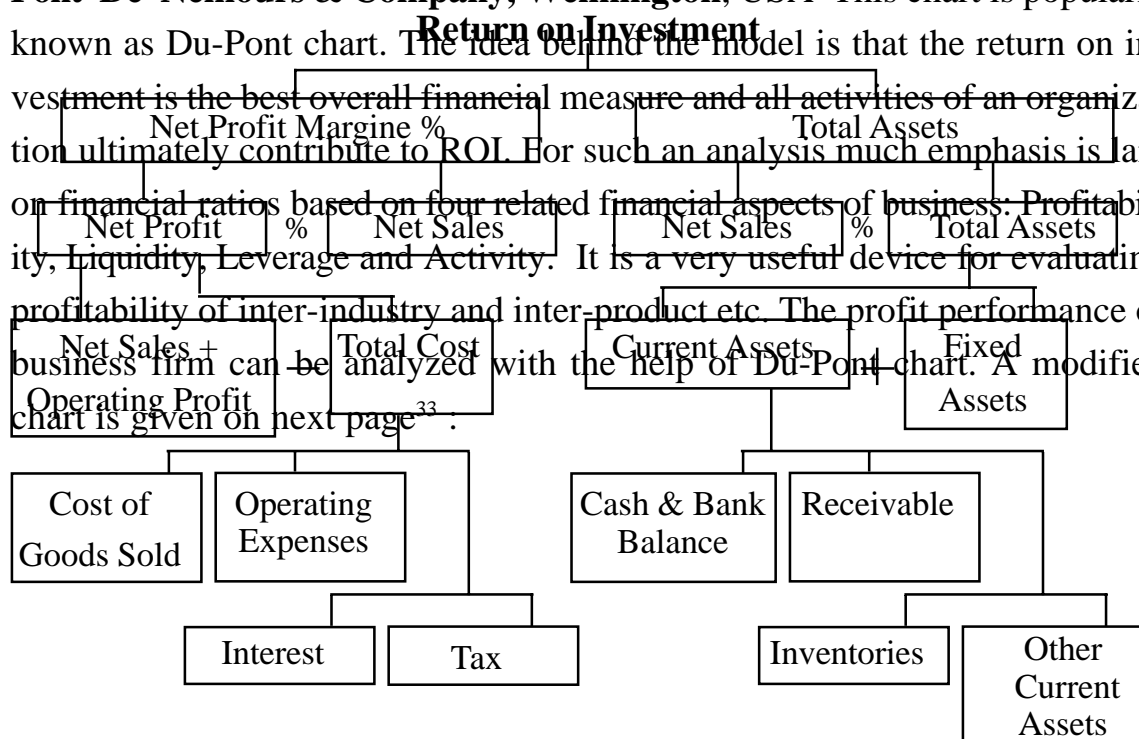 Pont De Nemours & Company, USA This chart is popular
known as Du-Pont chart. The idea behind the model is that the return on in
vestment is the best overall financial measure and all activities of an organiz
tion ultimately contribute to ROI. For such an analysis much emphasis is lai
on financial ratios based on four related financial aspects of business: Profitabi
ity, Liquidity, Leverage and Activity. It is a very useful device for evaluatin
profitability of inter-industry and inter-product etc. The profit performance o
business firm can be analyzed with the help of Du-Pont chart. A modifie
chart is given on next page33 :
Return on Investment
Net Profit Margine %
Total Assets
Net Profit % Net Sales
Net Sales % Total Assets
Net Sales +
Operating Profit
—
Total Cost
Current Assets
+
Fixed
Assets
Cost of
Goods Sold
Operating
Expenses
Cash & Bank
Balance
Receivable
Interest
Tax
Inventories
Other
Current
Assets